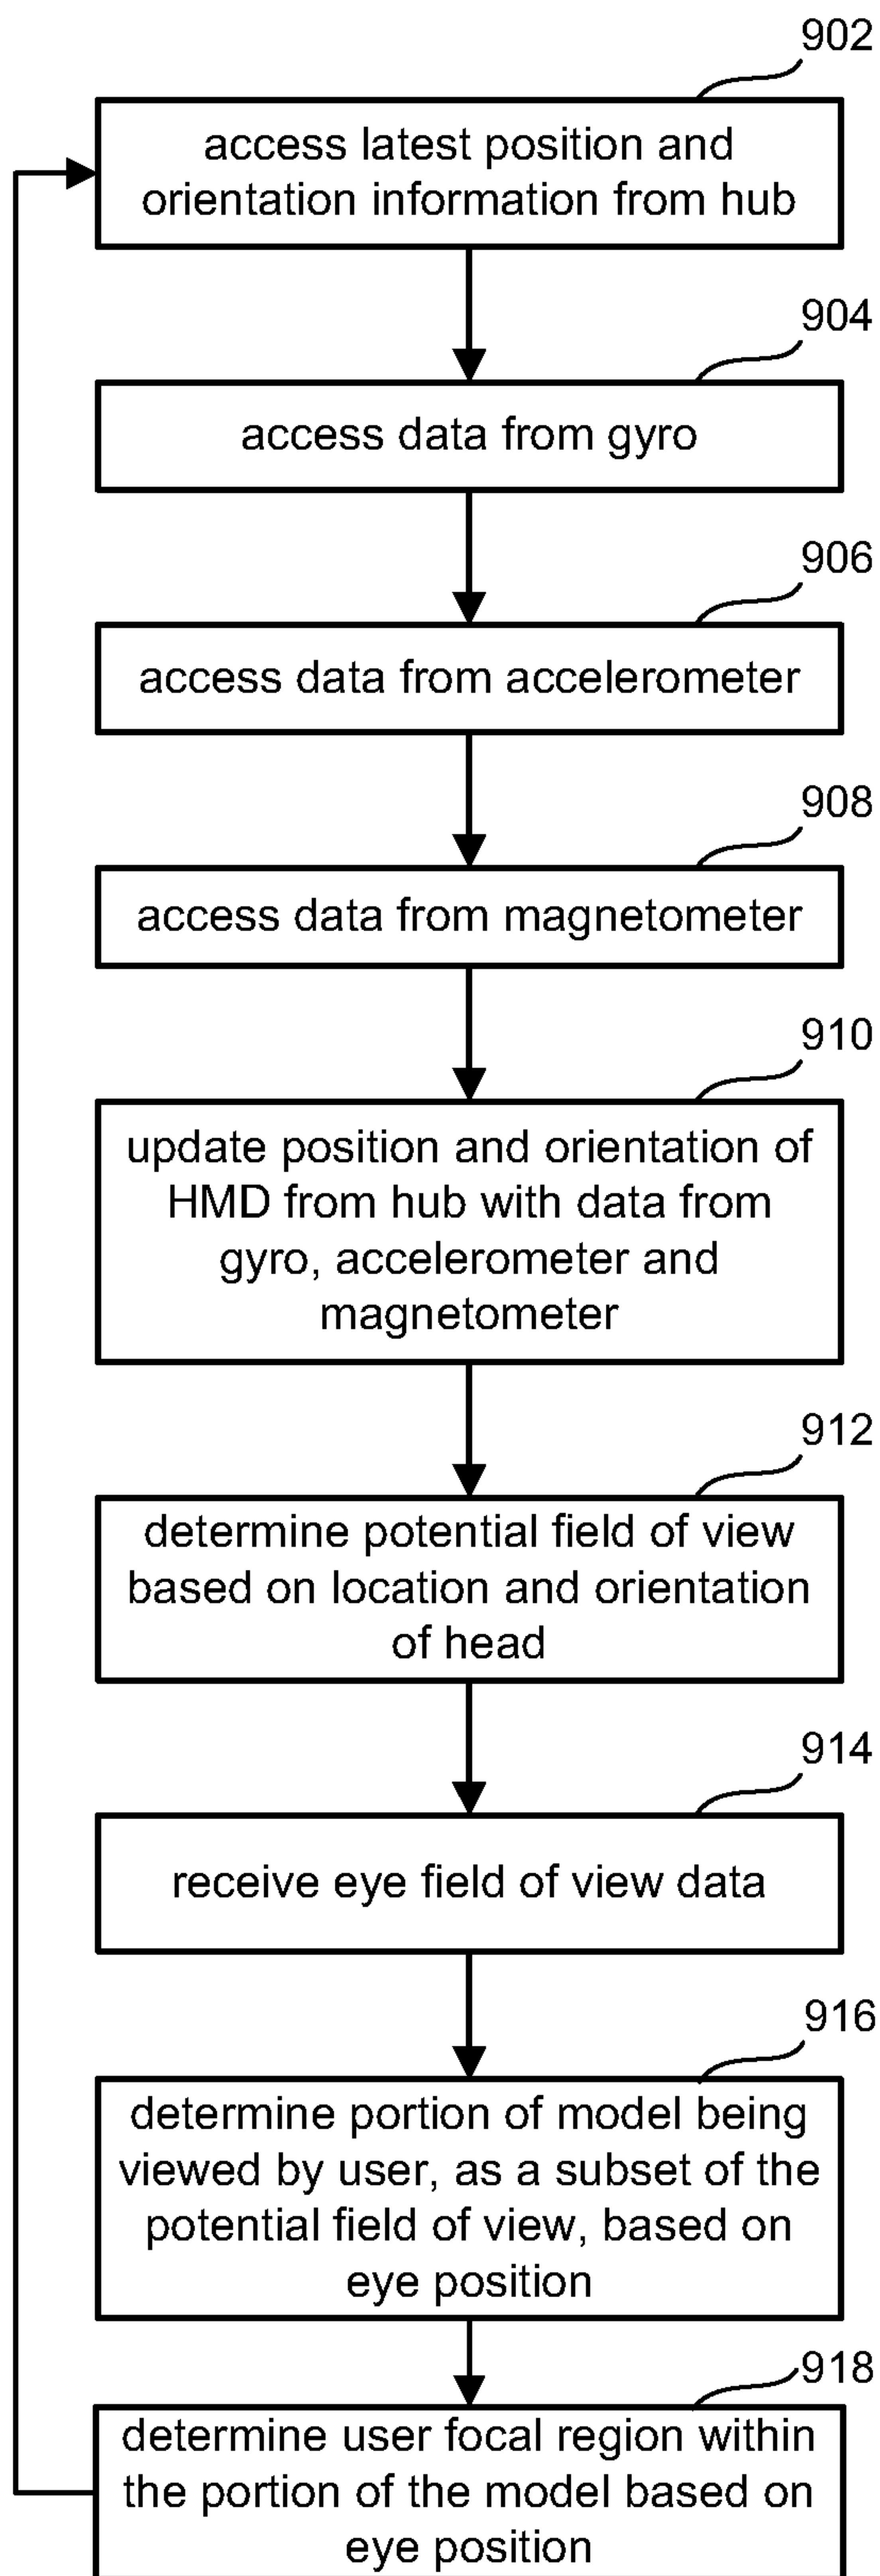 902
access latest position and
orientation information from hub
904
access data from gyro
906
access data from accelerometer
908
access data from magnetometer
910
update position and orientation of
HMD from hub with data from
gyro, accelerometer and
magnetometer
912
determine potential field of view
based on location and orientation
of head
914
receive eye field of view data
916
determine portion of model being
viewed by user, as a subset of the
potential field of view, based on
eye position
918
determine user focal region within
the portion of the model based on
eye position